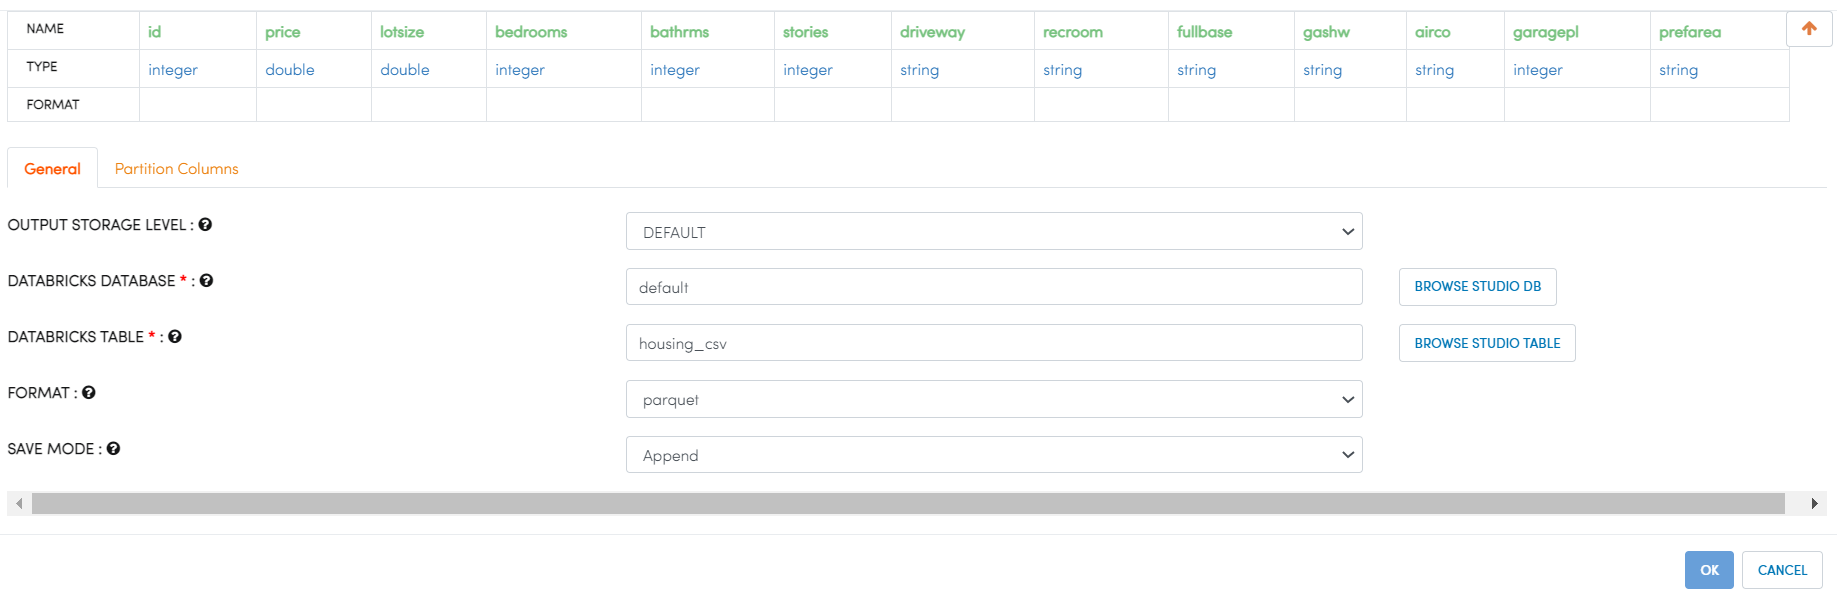 NAME id price lotsize bedrooms bathrms stories driveway recroom fullbase gashw airco garagepl prefarea
TYPE integer double double integer integer integer string string string string string integer string
FORMAT
General Partition Columns
OUTPUT STORAGE LEVEL : DEFAULT
DATABRICKS DATABASE * : default BROWSE STUDIO DB
DATABRICKS TABLE * : housing_csv BROWSE STUDIO TABLE
FORMAT : parquet
SAVE MODE : Append
OK CANCEL